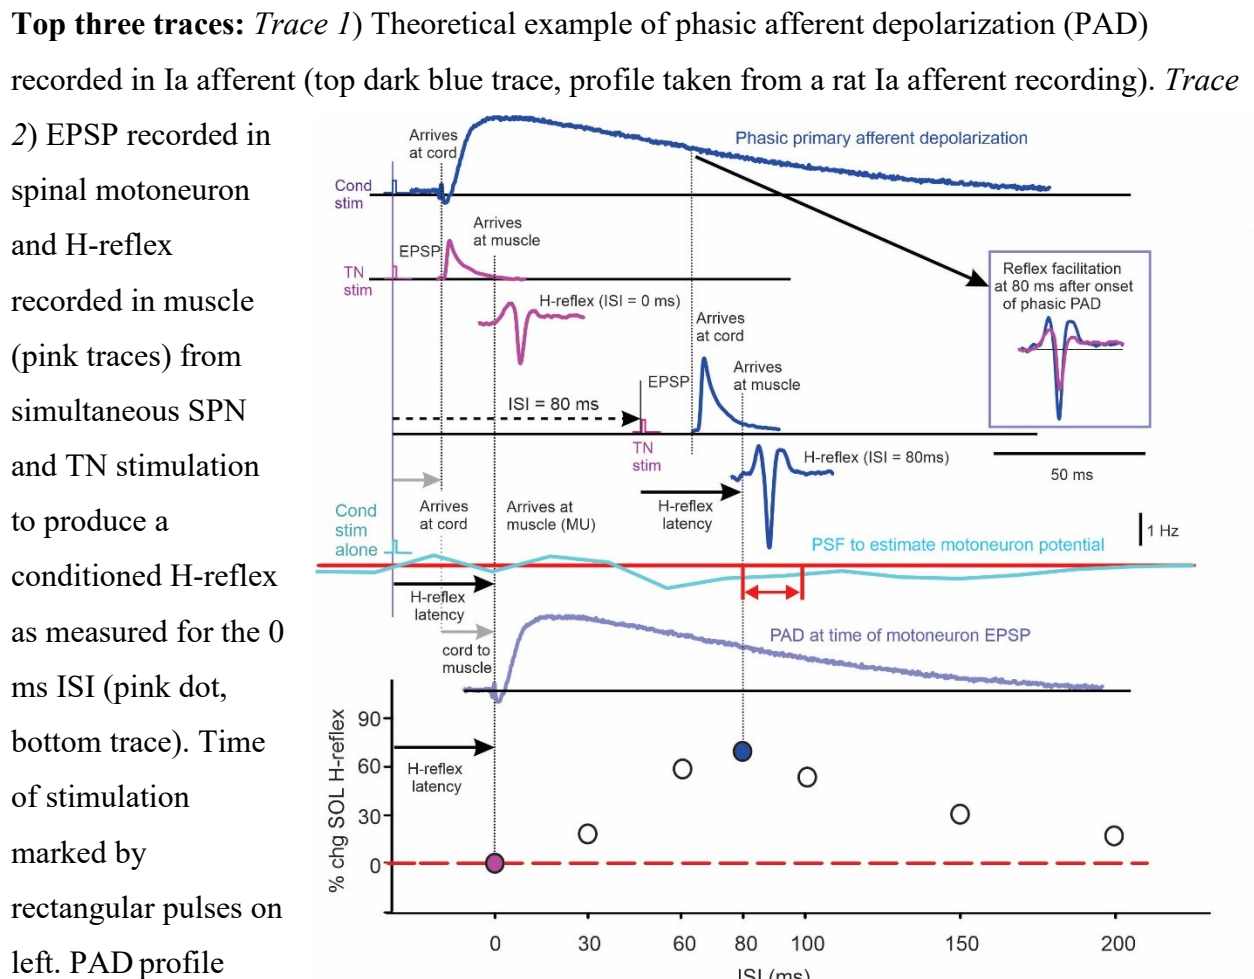 Top three traces: Trace 1) Theoretical example of phasic afferent depolarization (PAD)
recorded in Ia afferent (top dark blue trace, profile taken from a rat Ia afferent recording). Trace
2) EPSP recorded in
spinal motoneuron
and H-reflex
recorded in muscle
(pink traces) from
simultaneous SPN
and TN stimulation
to produce a
conditioned H-reflex
as measured for the 0
ms ISI (pink dot,
bottom trace). Time
of stimulation
marked by
rectangular pulses on
left. PAD profile
Arrives
at cord
Phasic primary afferent depolarization
Cond
stim
Arrives
at muscle
EPSP
TN
stim
H-reflex (ISI = 0 ms)
Reflex facilitation
at 80 ms after onset
of phasic PAD
Arrives
at cord
EPSP
Arrives
at muscle
ISI = 80 ms
TN
stim
H-reflex (ISI = 80ms)
50 ms
H-reflex
latency
Arrives
at cord
Arrives at
muscle (MU)
Cond
stim
alone
1 Hz
PSF to estimate motoneuron potential
H-reflex
latency
cord to
muscle
PAD at time of motoneuron EPSP
% chg SOL H-reflex
90
60
30
0
H-reflex
latency
0 30 60 80 100 150 200
ISI (ms)